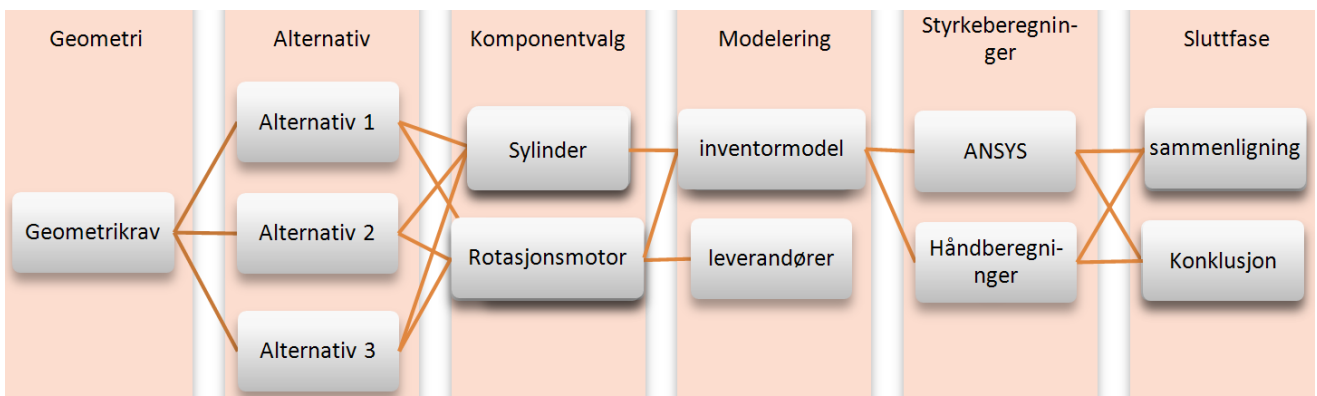 Geometri
Alternativ
Komponentvalg
Modelering
Styrkeberegnin-
ger
Sluttfase
Geometrikrav
Alternativ 1
Alternativ 2
Alternativ 3
Sylinder
Rotasjonsmotor
inventormodel
leverandører
ANSYS
Håndberegni-
nger
sammenligning
Konklusjon